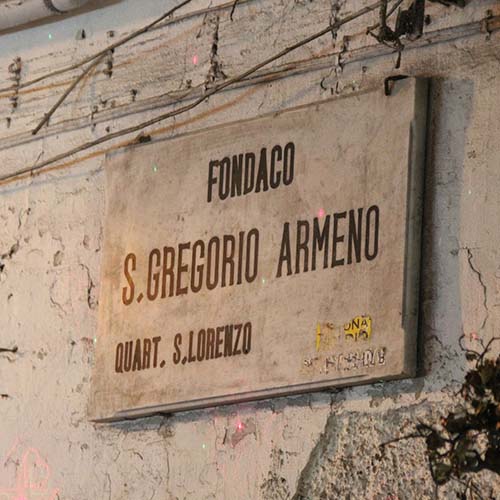 FONDACO
S. GREGORIO ARMENO
QUART. S. LORENZO